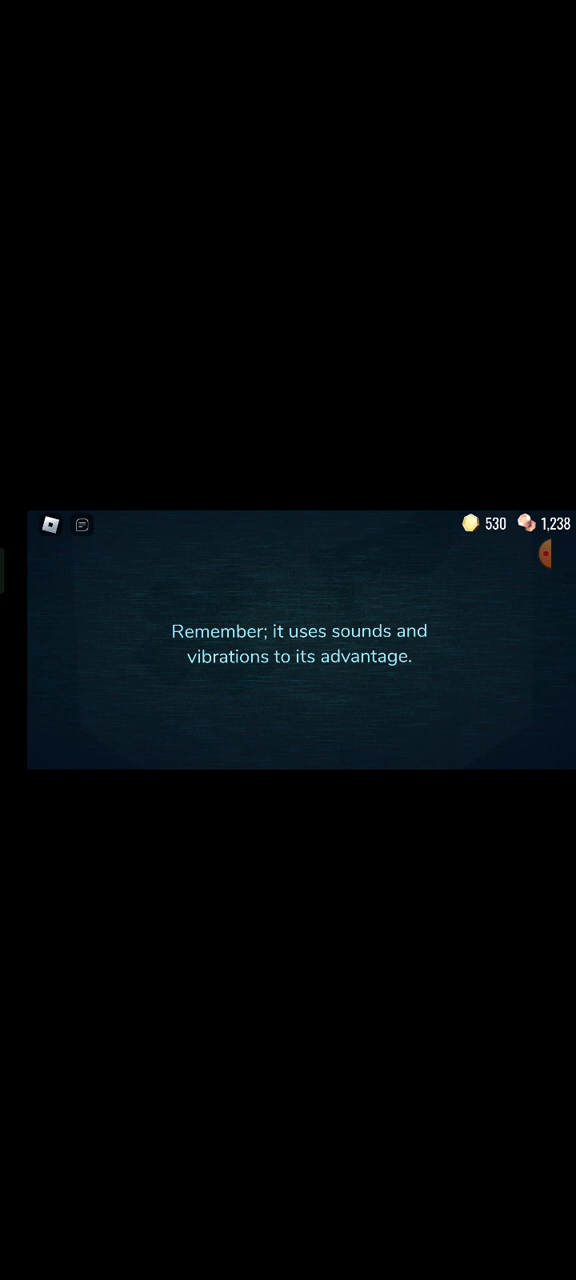 530 1,238
Remember; it uses sounds and
vibrations to its advantage.